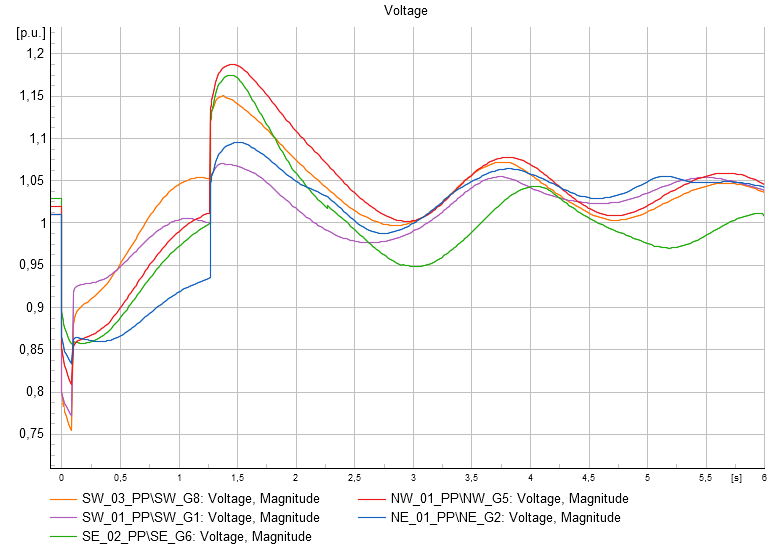 Voltage
[p.u.]
1,2
1,15
1,1
1,05
1
0,95
0,9
0,85
0,8
0,75
0 0,5 1 1,5 2 2,5 3 3,5 4 4,5 5 5,5 [s] 6
SW_03_PP\SW_G8: Voltage, Magnitude NW_01_PP\NW_G5: Voltage, Magnitude
SW_01_PP\SW_G1: Voltage, Magnitude NE_01_PP\NE_G2: Voltage, Magnitude
SE_02_PP\SE_G6: Voltage, Magnitude